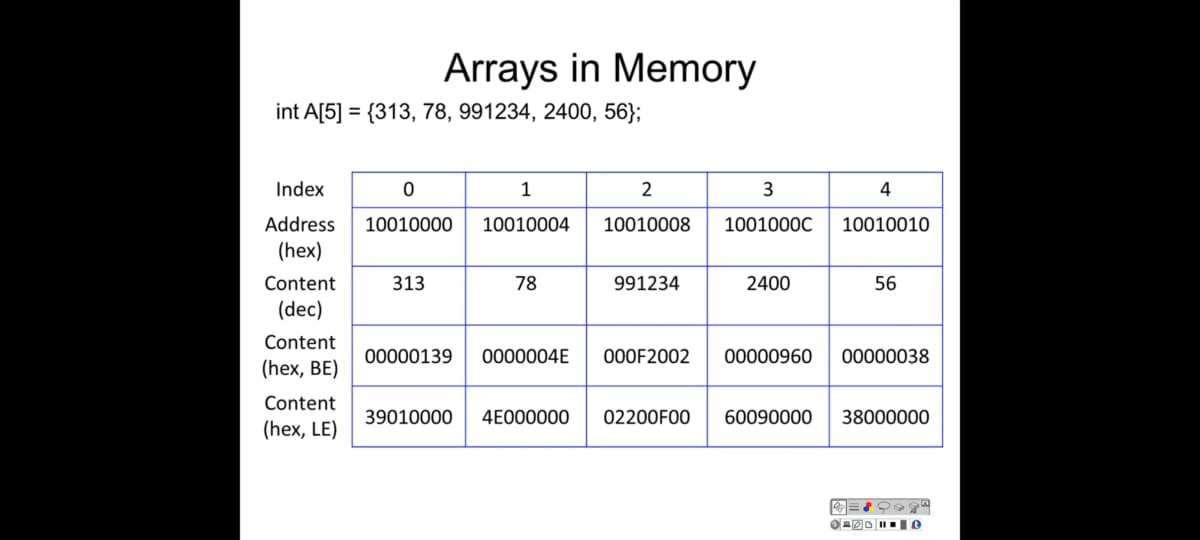 Arrays in Memory
int A[5] = {313, 78, 991234, 2400, 56};
Index 0 1 2 3 4
Address (hex) 10010000 10010004 10010008 1001000C 10010010
Content (dec) 313 78 991234 2400 56
Content (hex, BE) 00000139 0000004E 000F2002 00000960 00000038
Content (hex, LE) 39010000 4E000000 02200F00 60090000 38000000